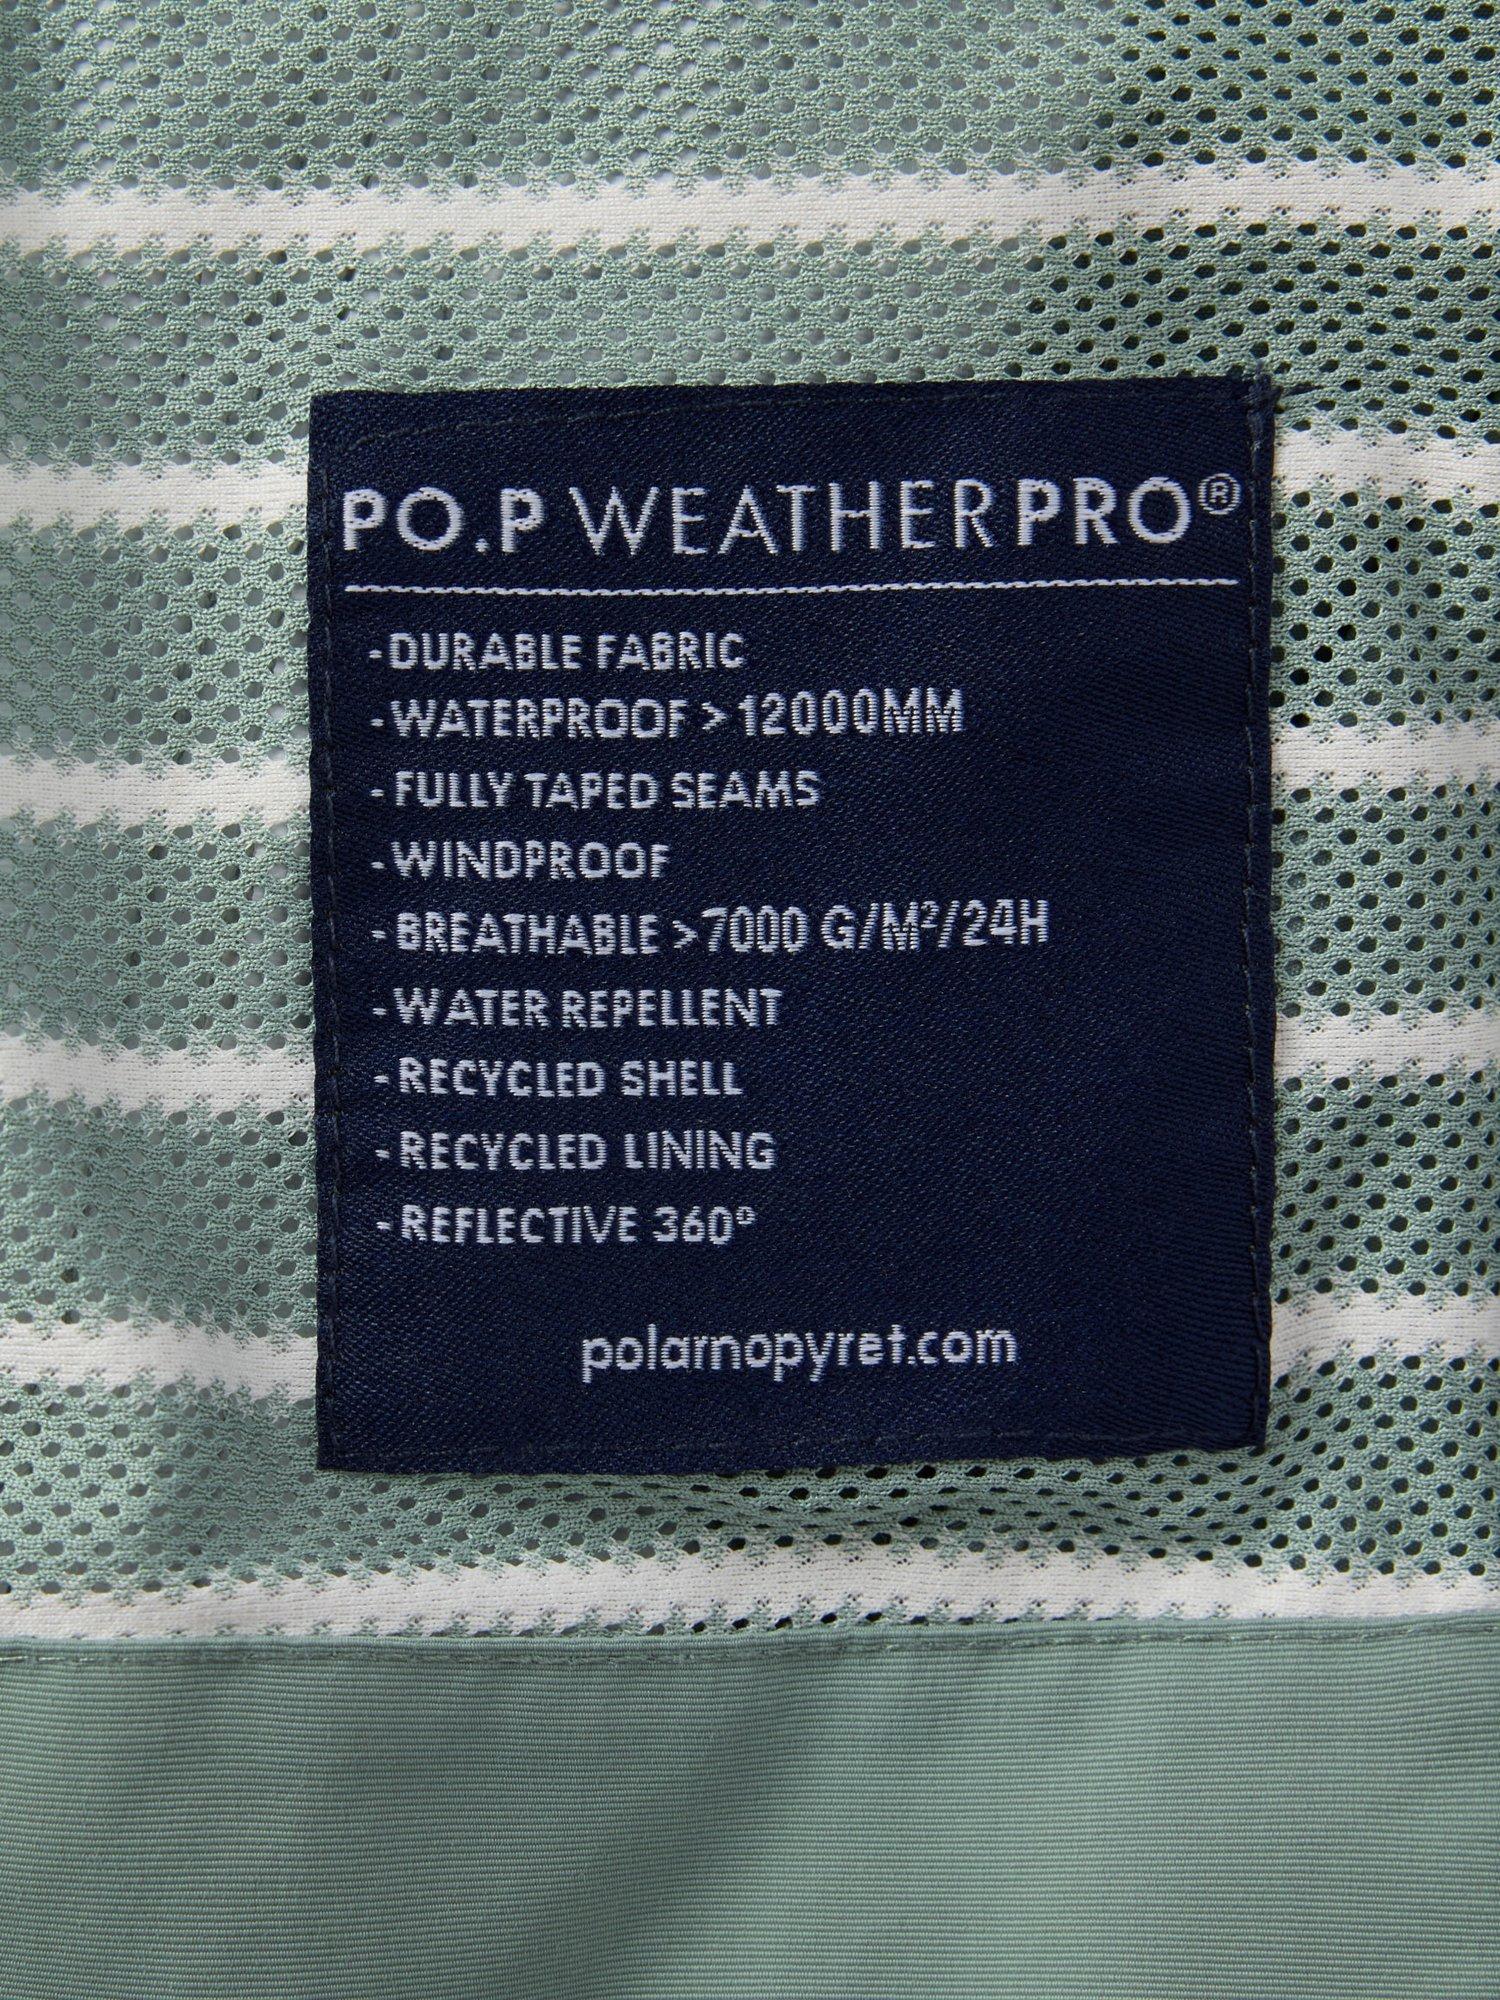 PO.P WEATHERPRO®
-DURABLE FABRIC
-WATERPROOF >12000MM
-FULLY TAPED SEAMS
-WINDPROOF
-BREATHABLE >7000 G/M²/24H
-WATER REPELLENT
-RECYCLED SHELL
-RECYCLED LINING
-REFLECTIVE 360°
polarnopyret.com